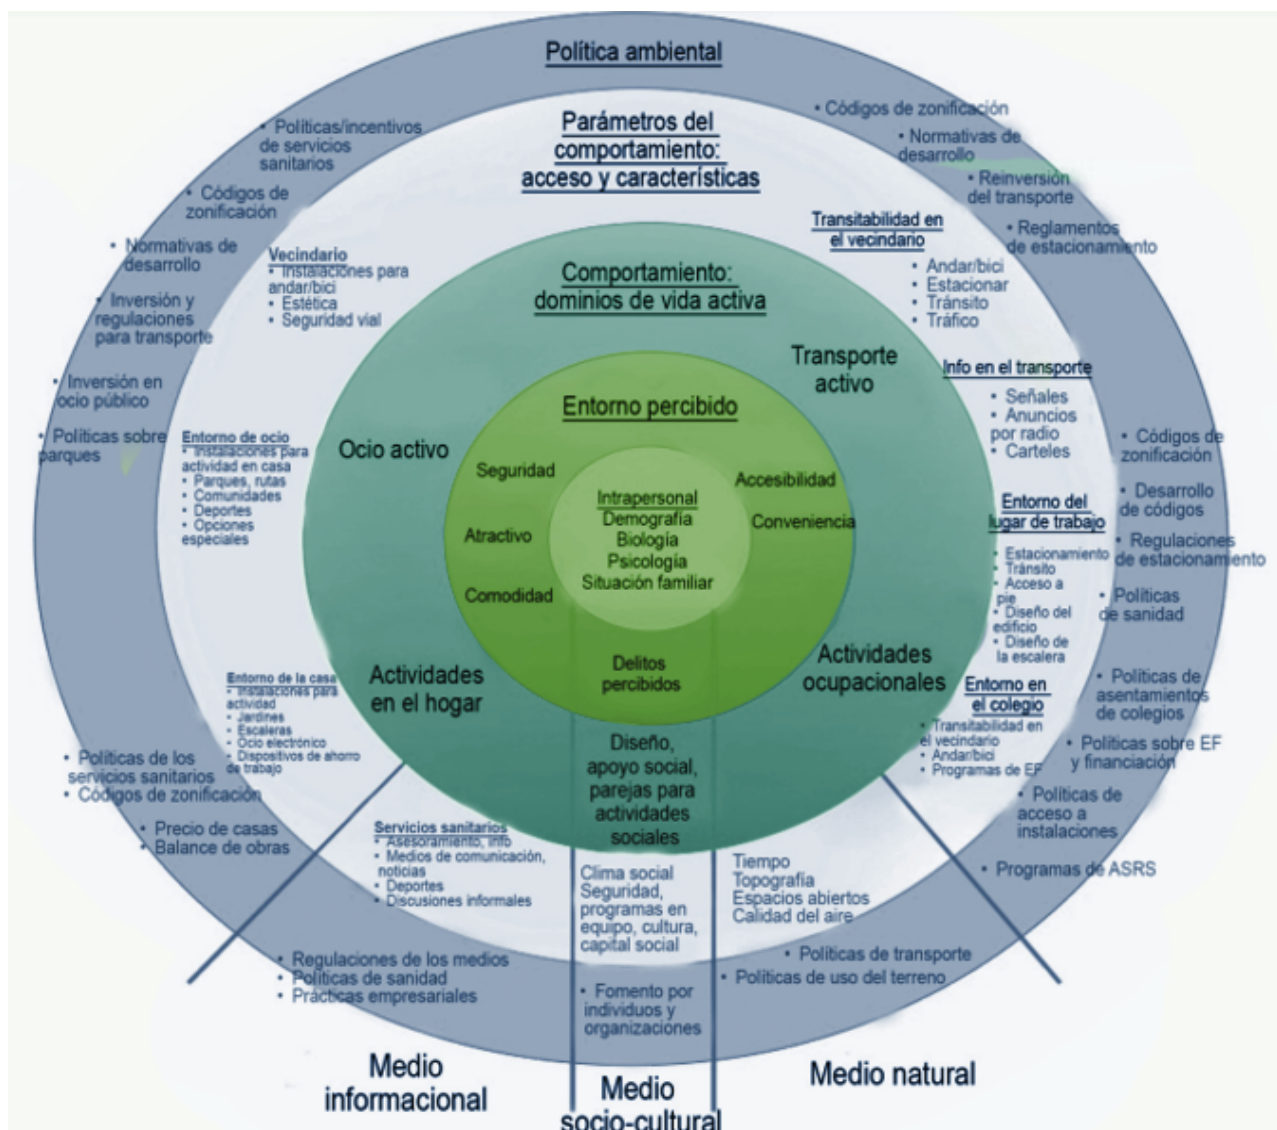 Política ambiental
Parámetros del
comportamiento:
acceso y características
• Políticas/incentivos
de servicios
sanitarios
• Códigos de
zonificación
• Normativas de
desarrollo
• Inversión y
regulaciones
para transporte
• Inversión en
ocio público
• Políticas sobre
parques
• Códigos de zonificación
• Normativas de
desarrollo
• Reinversión
del transporte
• Reglamentos
de estacionamiento
Vecindario
• Instalaciones para
andar/bici
• Estética
• Seguridad vial
Transitabilidad en
el vecindario
• Andar/bici
• Estacionar
• Tránsito
• Tráfico
Comportamiento:
dominios de vida activa
Transporte
activo
Ocio activo
Info en el transporte
• Señales
• Anuncios
por radio
• Carteles
Entorno percibido
Seguridad
Atractivo
Comodidad
Accesibilidad
Conveniencia
Intrapersonal
Demografía
Biología
Psicología
Situación familiar
Delitos
percibidos
Entorno de ocio
• Instalaciones para
actividad en casa
• Parques, rutas
• Comunidades
• Deportes
• Opciones
especiales
• Códigos de
zonificación
• Desarrollo
de códigos
• Regulaciones
de estacionamiento
• Políticas
de sanidad
Entorno del
lugar de trabajo
• Estacionamiento
• Tránsito
• Acceso a
pie
• Diseño del
edificio
• Diseño de
la escalera
Actividades
en el hogar
Actividades
ocupacionales
Entorno de la casa
• Instalaciones para
actividad
• Jardines
• Escaleras
• Ocio electrónico
• Dispositivos de ahorro
de trabajo
Entorno en
el colegio
• Transitabilidad en
el vecindario
• Andar/bici
• Programas de EF
• Políticas de
asentamientos
de colegios
• Políticas sobre EF
y financiación
• Políticas de
acceso a
instalaciones
• Programas de ASRS
• Políticas de los
servicios sanitarios
• Códigos de zonificación
• Precio de casas
• Balance de obras
Diseño,
apoyo social,
parejas para
actividades
sociales
Servicios sanitarios
• Asesoramiento, info
• Medios de comunicación,
noticias
• Deportes
• Discusiones informales
Clima social
Seguridad,
programas en
equipo, cultura,
capital social
Tiempo
Topografía
Espacios abiertos
Calidad del aire
• Regulaciones de los medios
• Políticas de sanidad
• Prácticas empresariales
• Fomento por
individuos y
organizaciones
• Políticas de transporte
• Políticas de uso del terreno
Medio
informacional
Medio
socio-cultural
Medio natural